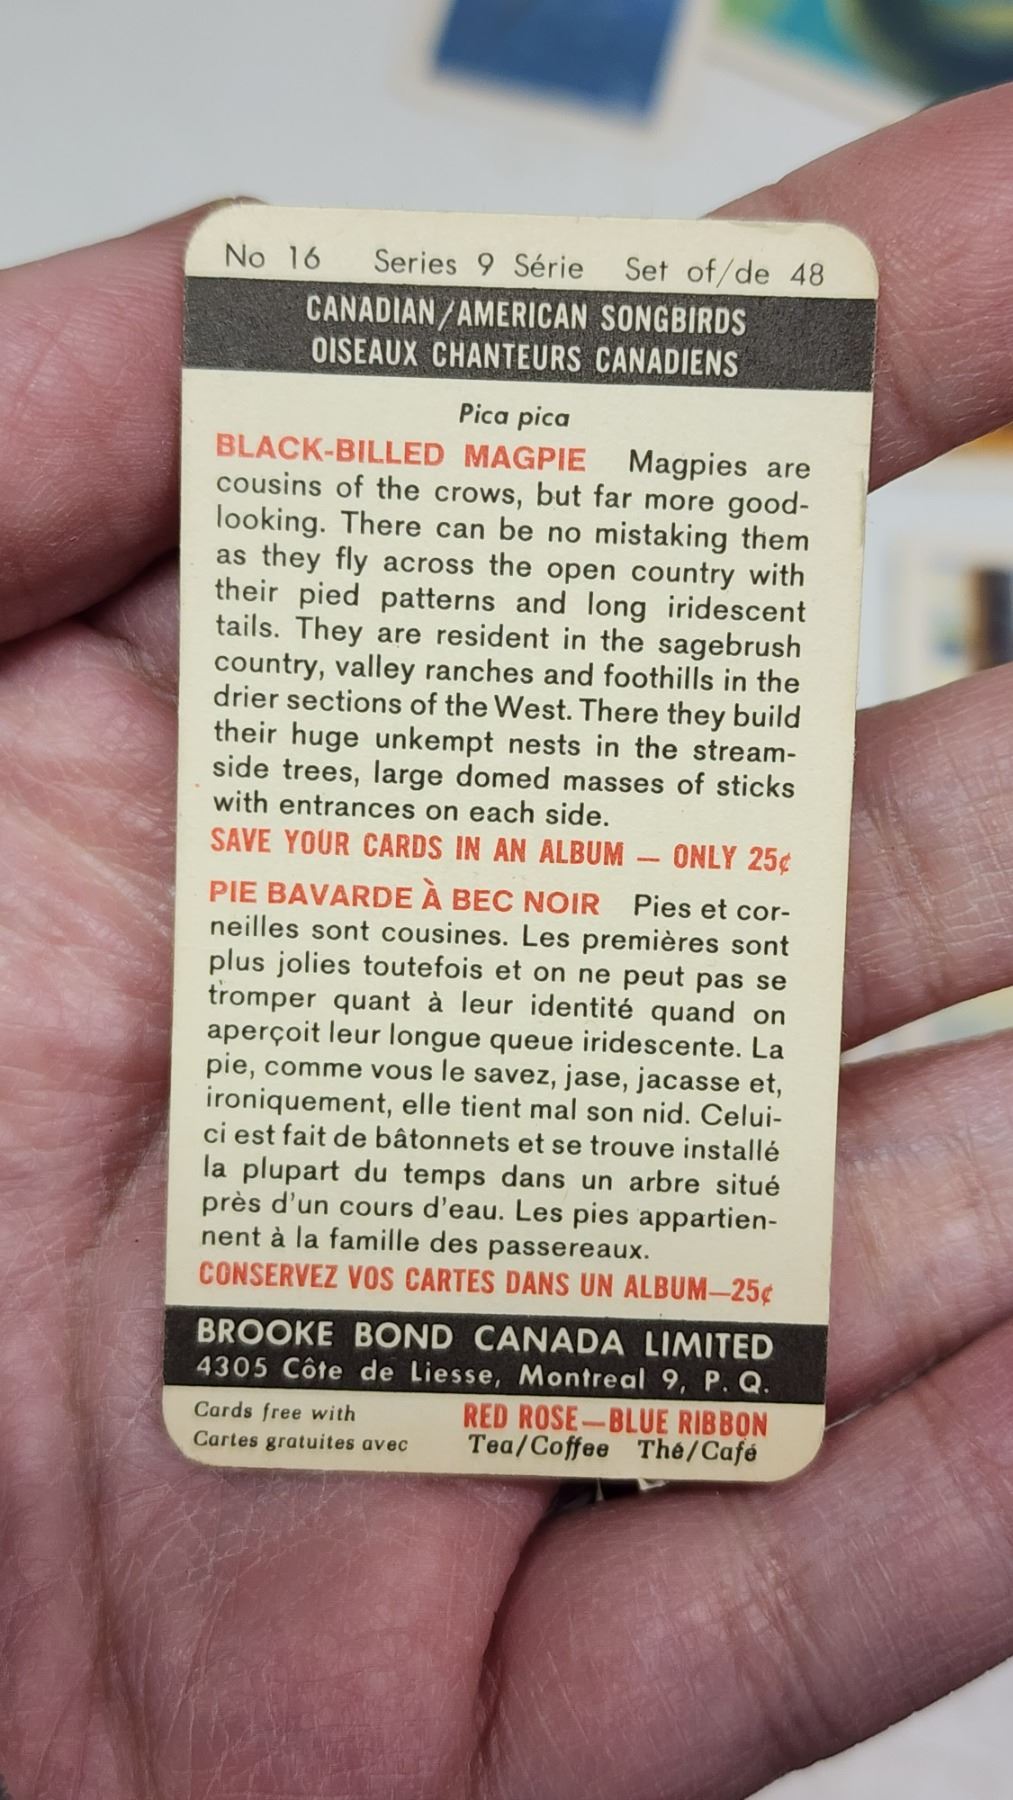 No 16 Series 9 Série Set of/de 48
CANADIAN/AMERICAN SONGBIRDS
OISEAUX CHANTEURS CANADIENS
Pica pica
BLACK-BILLED MAGPIE Magpies are
cousins of the crows, but far more good-
looking. There can be no mistaking them
as they fly across the open country with
their pied patterns and long iridescent
tails. They are resident in the sagebrush
country, valley ranches and foothills in the
drier sections of the West. There they build
their huge unkempt nests in the stream-
side trees, large domed masses of sticks
with entrances on each side.
SAVE YOUR CARDS IN AN ALBUM — ONLY 25¢
PIE BAVARDE À BEC NOIR Pies et cor-
neilles sont cousines. Les premières sont
plus jolies toutefois et on ne peut pas se
tromper quant à leur identité quand on
aperçoit leur longue queue iridescente. La
pie, comme vous le savez, jase, jacasse et,
ironiquement, elle tient mal son nid. Celui-
ci est fait de bâtonnets et se trouve installé
la plupart du temps dans un arbre situé
près d'un cours d'eau. Les pies appartien-
nent à la famille des passereaux.
CONSERVEZ VOS CARTES DANS UN ALBUM—25¢
BROOKE BOND CANADA LIMITED
4305 Côte de Liesse, Montreal 9, P. Q.
Cards free with RED ROSE—BLUE RIBBON
Cartes gratuites avec Tea/Coffee Thé/Café